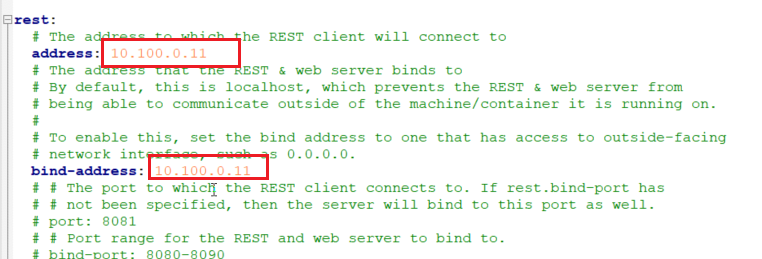 rest:
# The address to which the REST client will connect to
address: 10.100.0.11
# The address that the REST & web server binds to
# By default, this is localhost, which prevents the REST & web server from
# being able to communicate outside of the machine/container it is running on.
#
# To enable this, set the bind address to one that has access to outside-facing
# network interface, such as 0.0.0.0.
bind-address: 10.100.0.11
# # The port to which the REST client connects to. If rest.bind-port has
# # not been specified, then the server will bind to this port as well.
# port: 8081
# # Port range for the REST and web server to bind to.
# bind-port: 8080-8090